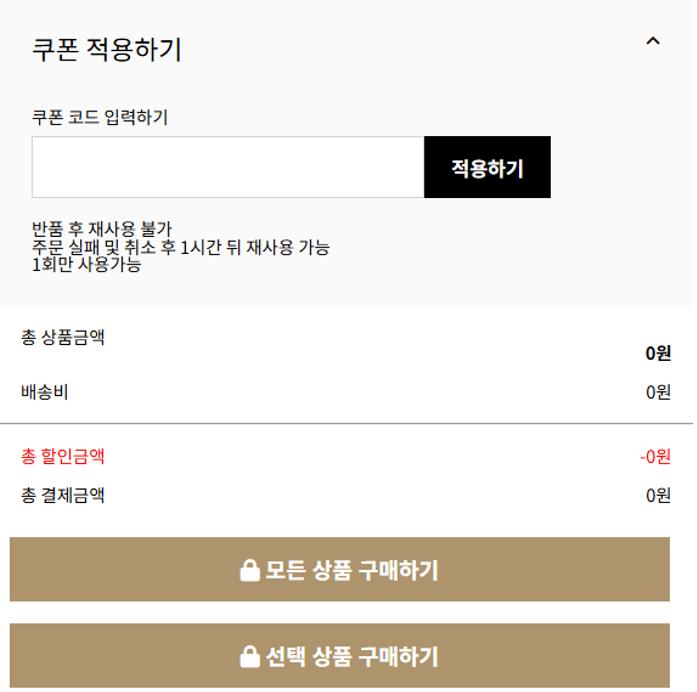 쿠폰 적용하기
쿠폰 코드 입력하기
적용하기
반품 후 재사용 불가
주문 실패 및 취소 후 1시간 뒤 재사용 가능
1회만 사용가능
총 상품금액
0원
배송비 0원
총 할인금액 -0원
총 결제금액 0원
모든 상품 구매하기
선택 상품 구매하기